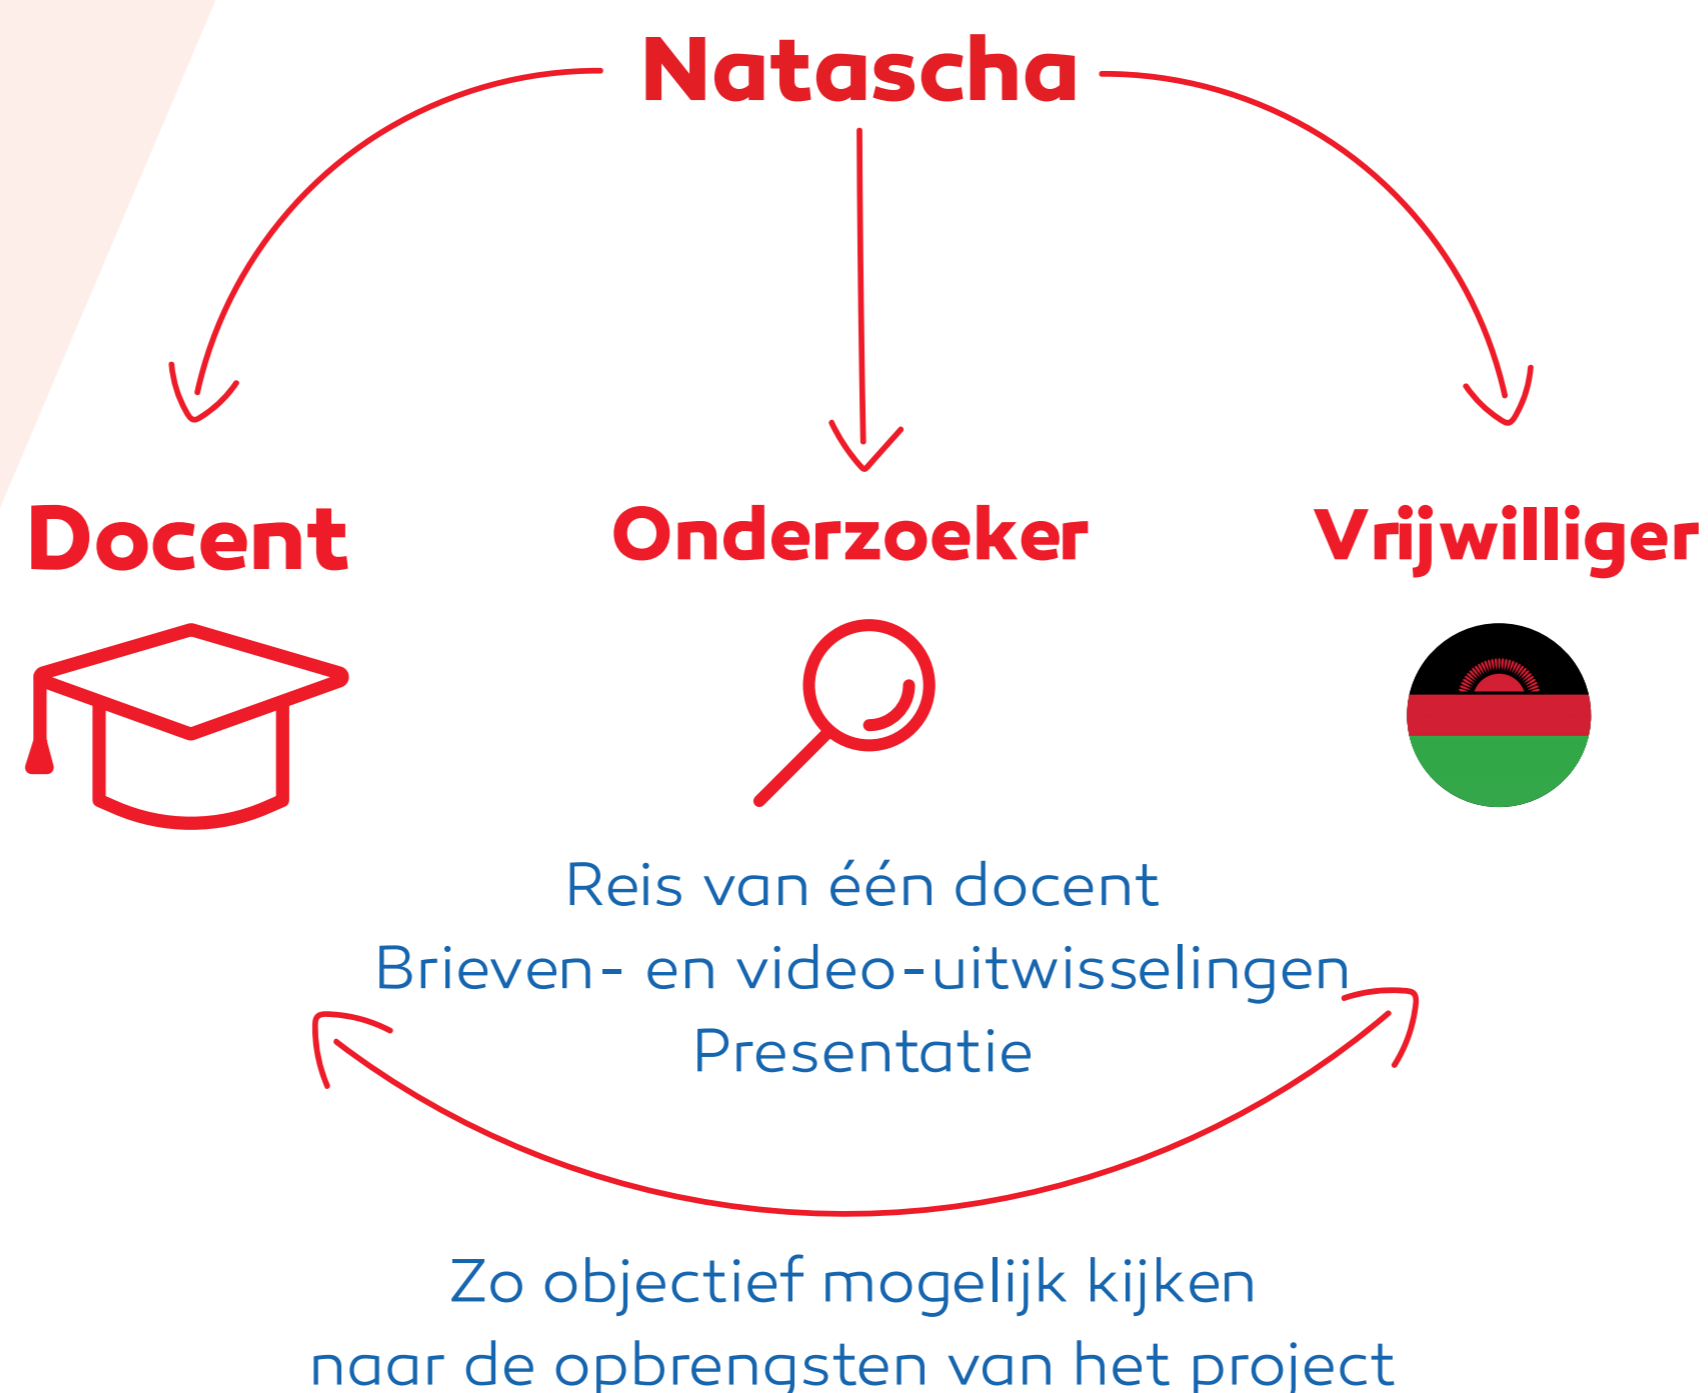 Natascha
Docent
Onderzoeker
Vrijwilliger
Reis van één docent
Brieven- en video-uitwisselingen
Presentatie
Zo objectief mogelijk kijken
naar de opbrengsten van het project